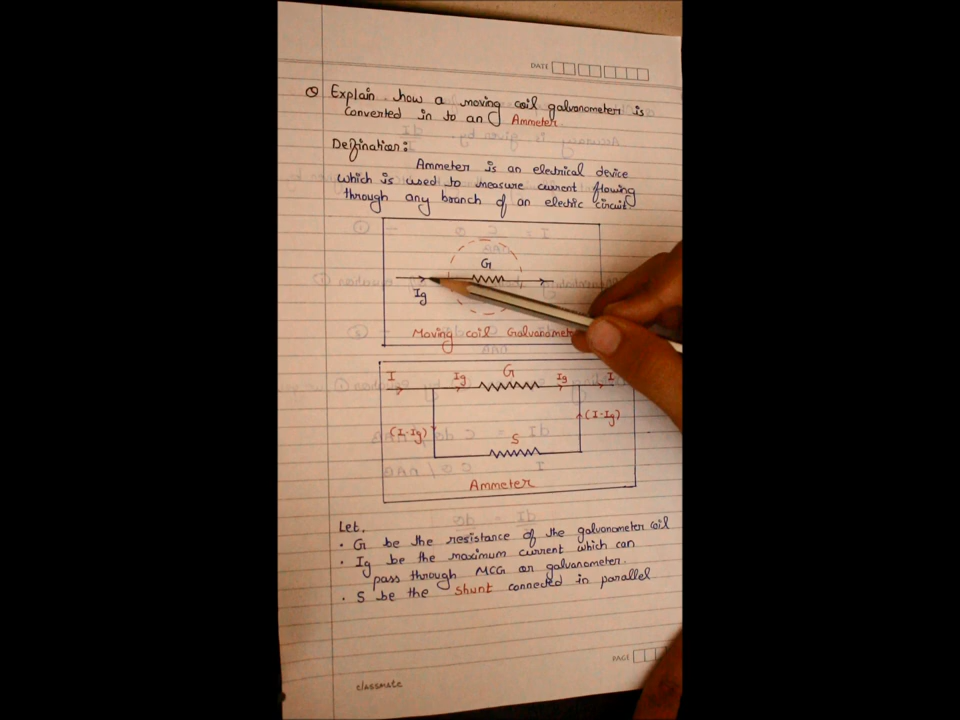 DATE
Q Explain how a moving coil galvanometer is
converted in to an Ammeter.
Defination:
Ammeter is an electrical device
which is used to measure current flowing
through any branch of an electric circuit.
G
Ig
Moving coil Galvanomet
I Ig G Ig I
(I-Ig) S (I-Ig)
Ammeter
Let,
• G be the resistance of the galvanometer coil
• Ig be the maximum current which can
pass through MCG or galvanometer.
• S be the shunt connected in parallel
PAGE
classmate